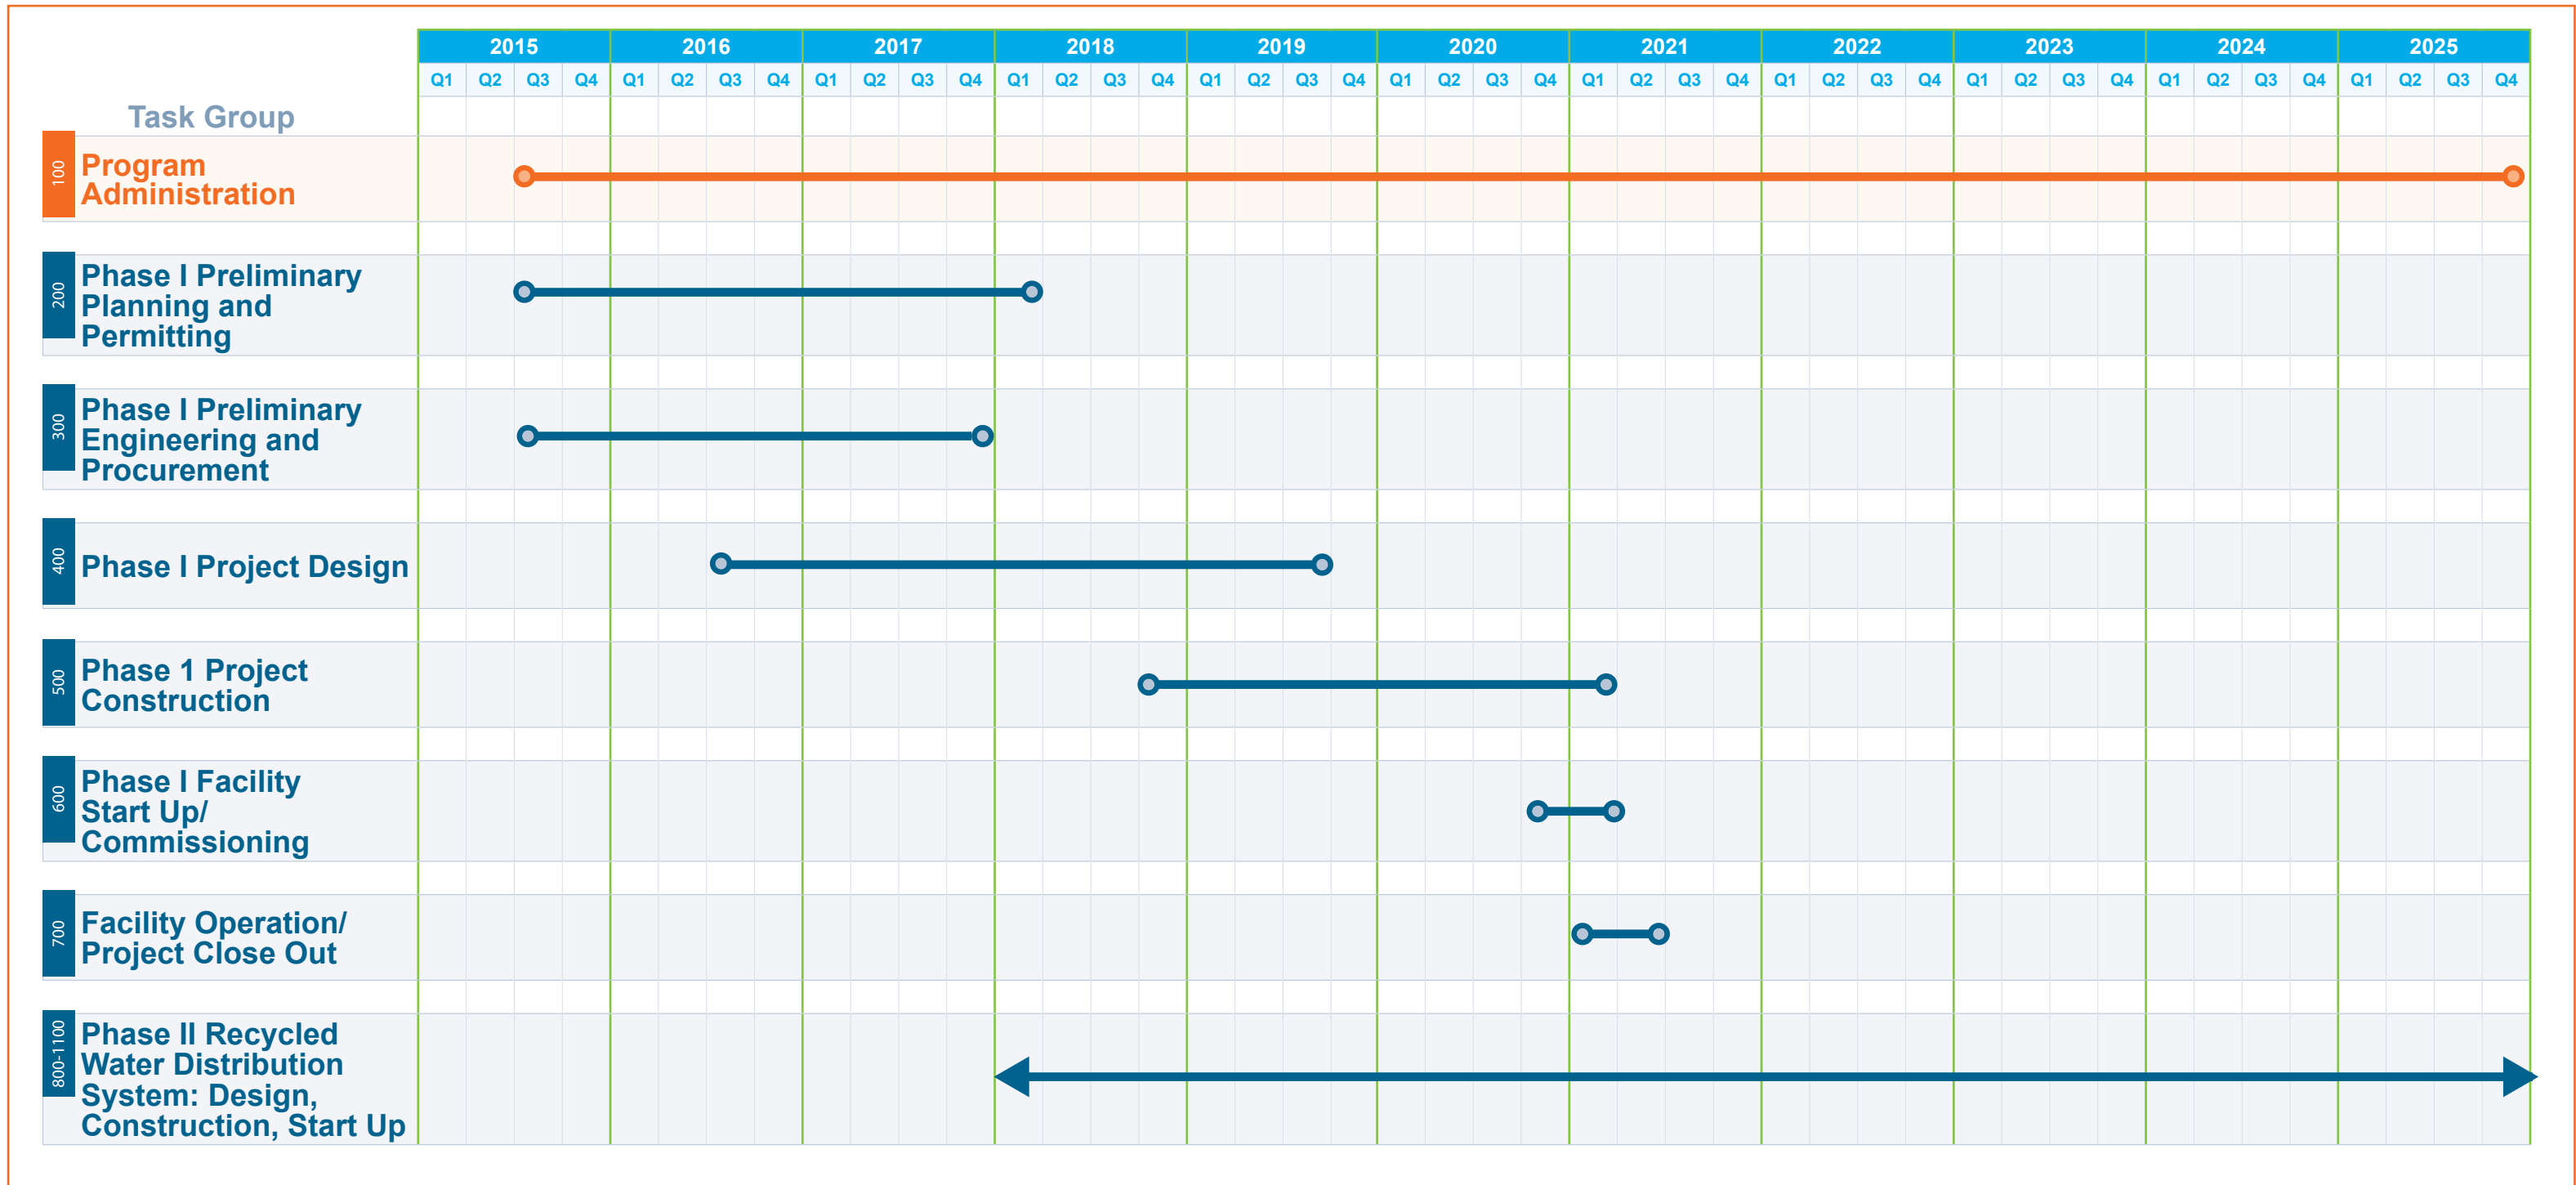 2015 2016 2017 2018 2019 2020 2021 2022 2023 2024 2025
Q1 Q2 Q3 Q4 Q1 Q2 Q3 Q4 Q1 Q2 Q3 Q4 Q1 Q2 Q3 Q4 Q1 Q2 Q3 Q4 Q1 Q2 Q3 Q4 Q1 Q2 Q3 Q4 Q1 Q2 Q3 Q4 Q1 Q2 Q3 Q4 Q1 Q2 Q3 Q4 Q1 Q2 Q3 Q4
Task Group
100
Program
Administration
200
Phase I Preliminary
Planning and
Permitting
300
Phase I Preliminary
Engineering and
Procurement
400
Phase I Project Design
500
Phase 1 Project
Construction
600
Phase I Facility
Start Up/
Commissioning
700
Facility Operation/
Project Close Out
800-1100
Phase II Recycled
Water Distribution
System: Design,
Construction, Start Up